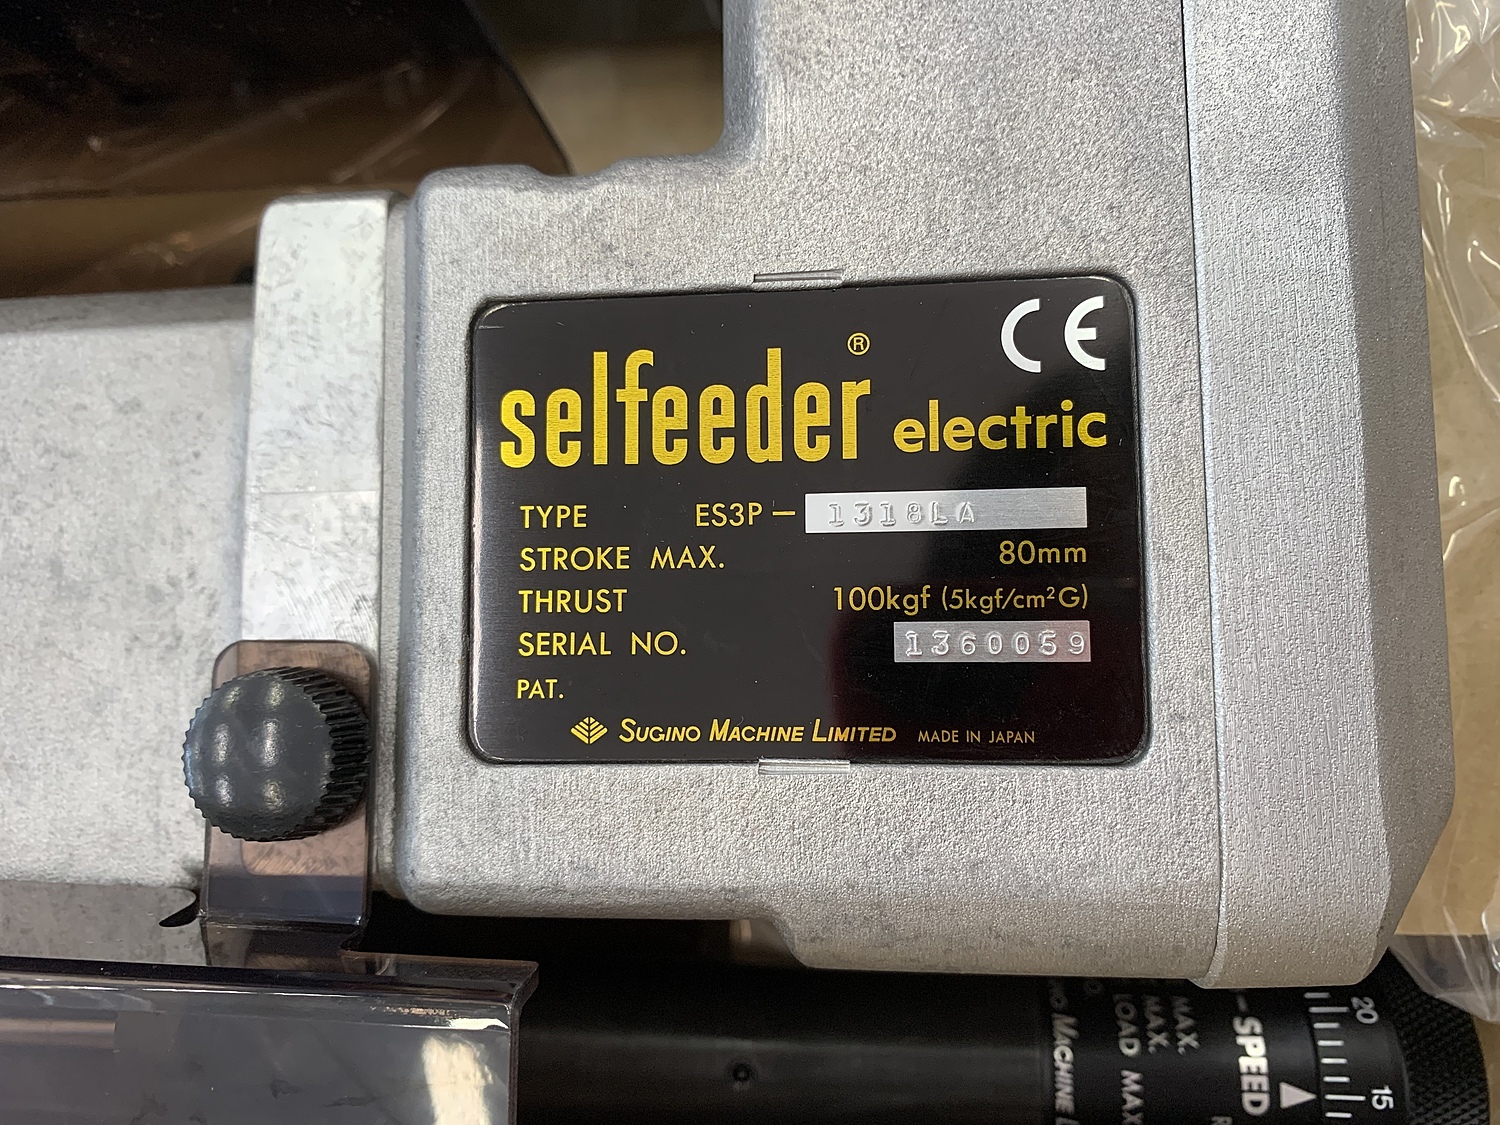 CE
selfeeder® electric
TYPE ES3P – 1318LA
STROKE MAX. 80mm
THRUST 100kgf (5kgf/cm²G)
SERIAL NO. 1360059
PAT.
SUGINO MACHINE LIMITED MADE IN JAPAN
20
15
SPEED
MAX.
MAX.
LOAD MAX
MACHINE